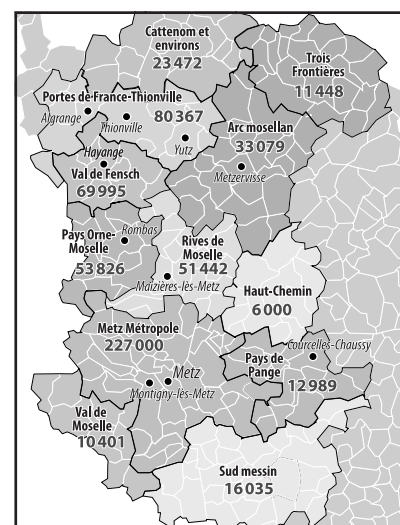 Cattenom et
environs
23 472
Trois
Frontières
11 448
Portes de France-Thionville
80 367
Algrange
Thionville
Yutz
Arc mosellan
33 079
Metzervisse
Hayange
Val de Fensch
69 995
Pays Orne-
Moselle
53 826
Rombas
Rives de
Moselle
51 442
Maizières-lès-Metz
Haut-Chemin
6 000
Metz Métropole
227 000
Metz
Montigny-lès-Metz
Courcelles-Chaussy
Pays de
Pange
12 989
Val de
Moselle
10 401
Sud messin
16 035